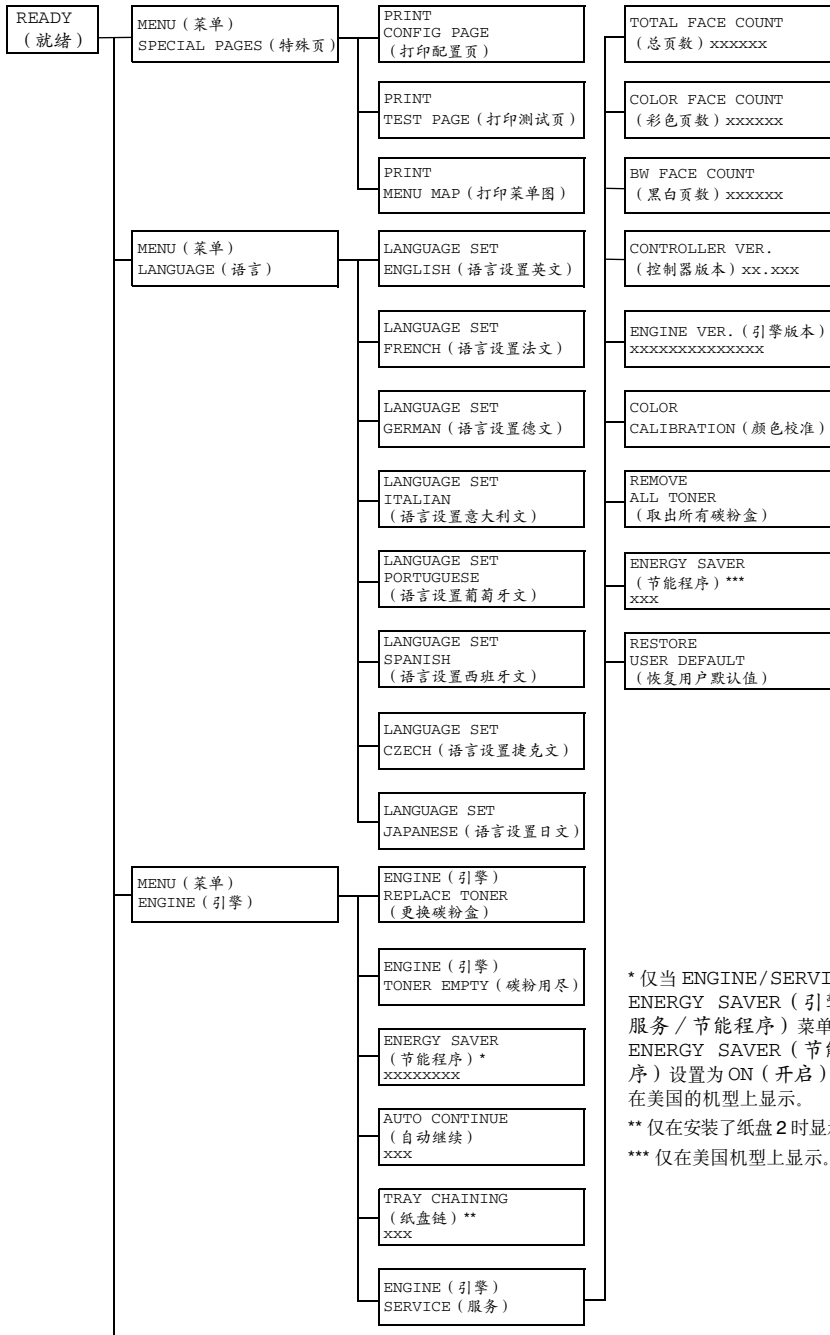 READY
（就绪）
MENU（菜单）
SPECIAL PAGES（特殊页）
PRINT
CONFIG PAGE
（打印配置页）
PRINT
TEST PAGE（打印测试页）
PRINT
MENU MAP（打印菜单图）
MENU（菜单）
LANGUAGE（语言）
LANGUAGE SET
ENGLISH（语言设置英文）
LANGUAGE SET
FRENCH（语言设置法文）
LANGUAGE SET
GERMAN（语言设置德文）
LANGUAGE SET
ITALIAN
（语言设置意大利文）
LANGUAGE SET
PORTUGUESE
（语言设置葡萄牙文）
LANGUAGE SET
SPANISH
（语言设置西班牙文）
LANGUAGE SET
CZECH（语言设置捷克文）
LANGUAGE SET
JAPANESE（语言设置日文）
MENU（菜单）
ENGINE（引擎）
ENGINE（引擎）
REPLACE TONER
（更换碳粉盒）
ENGINE（引擎）
TONER EMPTY（碳粉用尽）
ENERGY SAVER
（节能程序）*
XXXXXXXX
AUTO CONTINUE
（自动继续）
XXX
TRAY CHAINING
（纸盘链）**
XXX
ENGINE（引擎）
SERVICE（服务）
TOTAL FACE COUNT
（总页数）xxxxxx
COLOR FACE COUNT
（彩色页数）xxxxxx
BW FACE COUNT
（黑白页数）xxxxxx
CONTROLLER VER.
（控制器版本）xx.xxx
ENGINE VER.（引擎版本）
XXXXXXXXXXXXXX
COLOR
CALIBRATION（颜色校准）
REMOVE
ALL TONER
（取出所有碳粉盒）
ENERGY SAVER
（节能程序）***
XXX
RESTORE
USER DEFAULT
（恢复用户默认值）
* 仅当 ENGINE/SERVI
ENERGY SAVER（引
服务／节能程序）菜单
ENERGY SAVER（节
序）设置为 ON（开启）
在美国的机型上显示。
** 仅在安装了纸盘 2 时显
*** 仅在美国机型上显示。